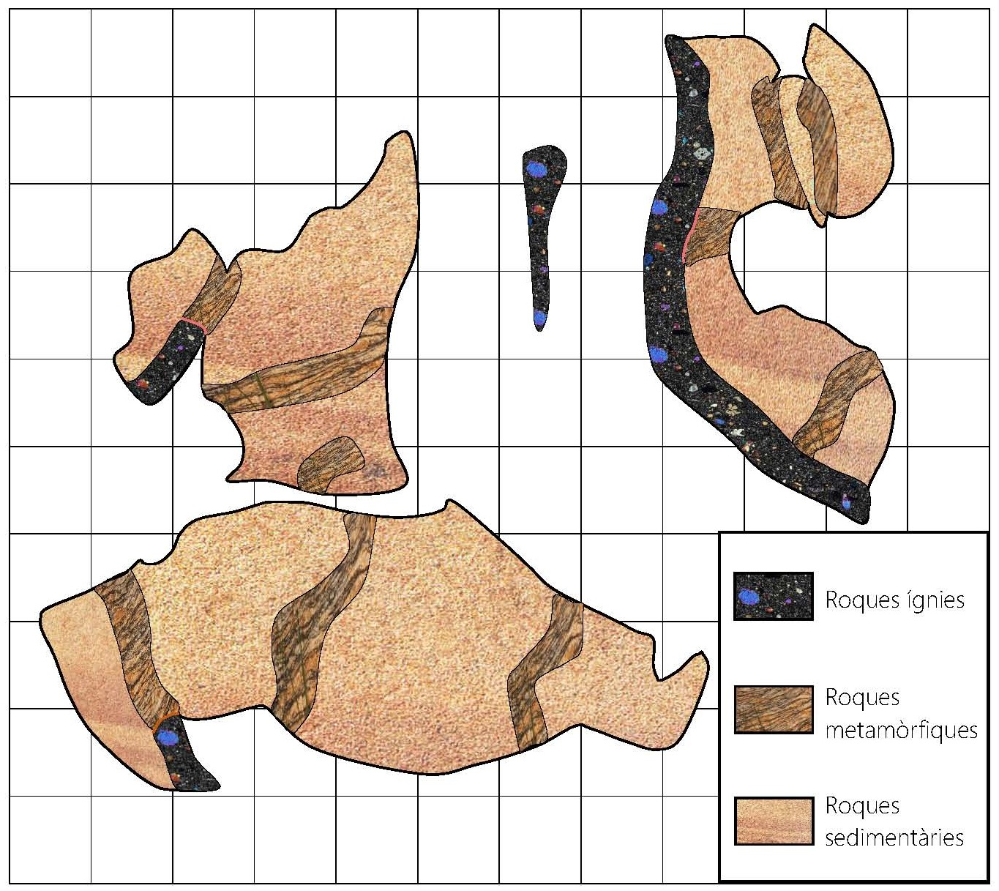 Roques ígnies
Roques
metamòrfiques
Roques
sedimentàries